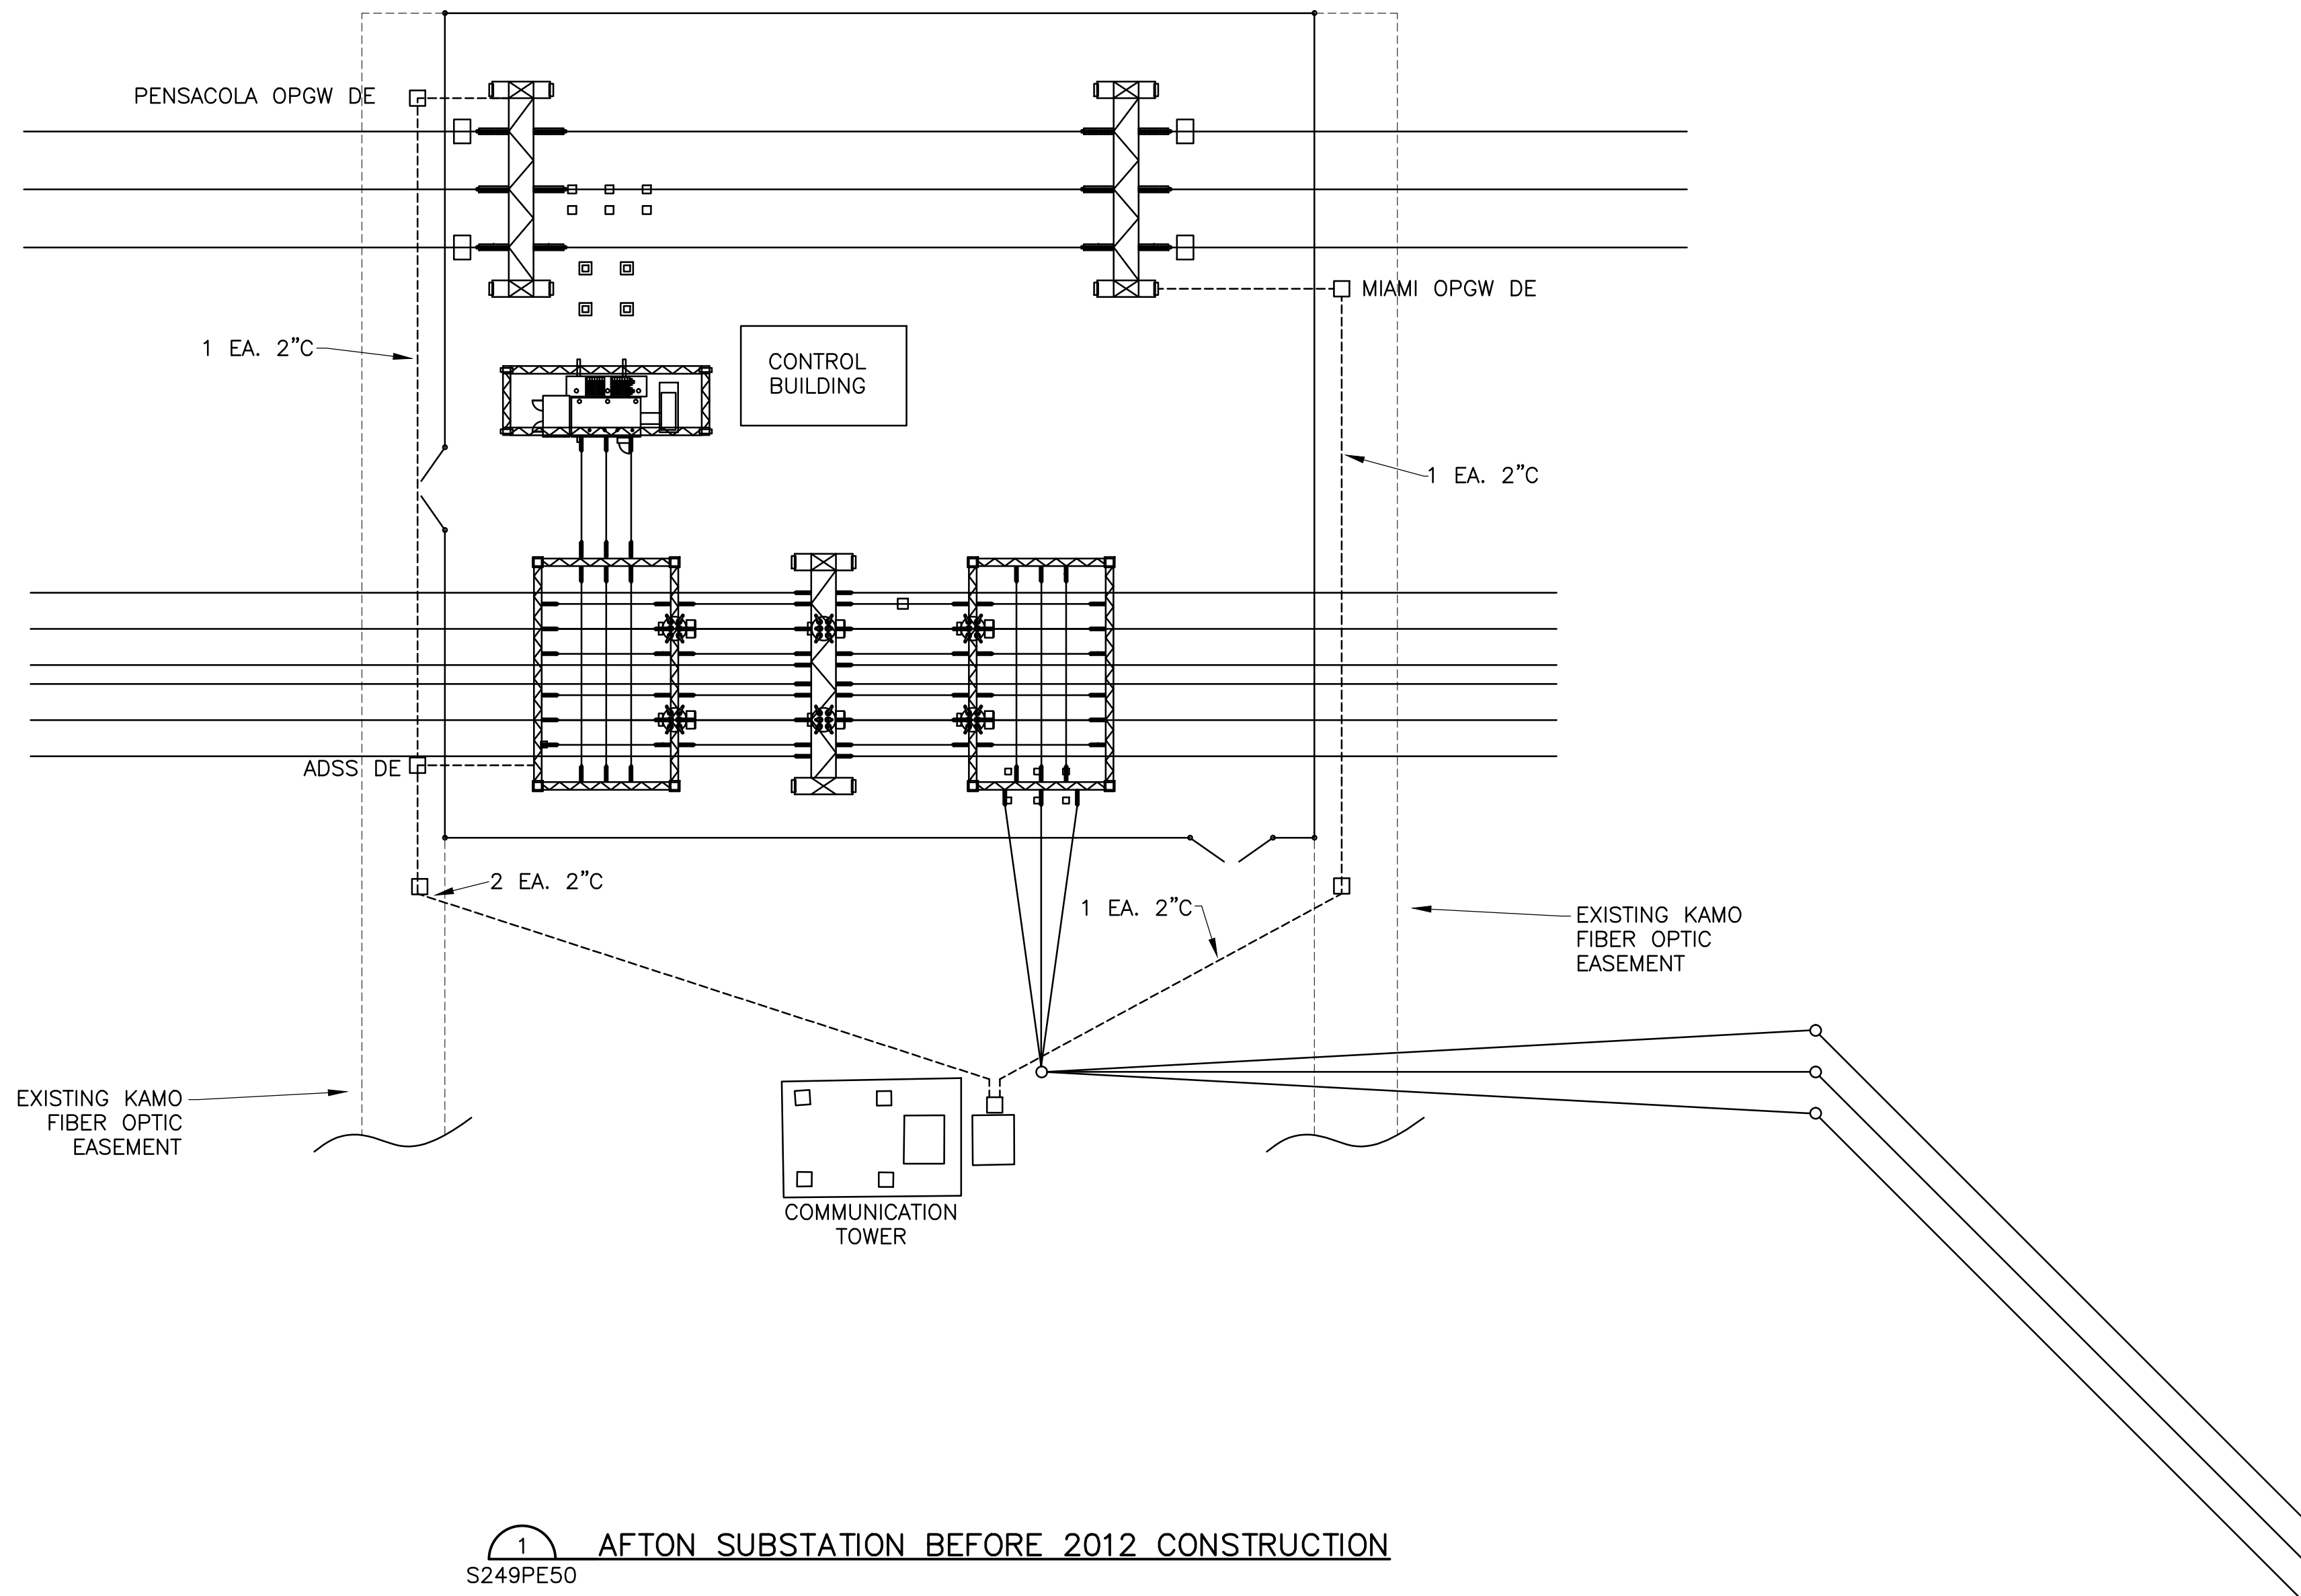 PENSACOLA OPGW DE
MIAMI OPGW DE
1 EA. 2"C
CONTROL
BUILDING
1 EA. 2"C
ADSS DE
2 EA. 2"C
1 EA. 2"C
EXISTING KAMO
FIBER OPTIC
EASEMENT
EXISTING KAMO
FIBER OPTIC
EASEMENT
COMMUNICATION
TOWER
1 AFTON SUBSTATION BEFORE 2012 CONSTRUCTION
S249PE50